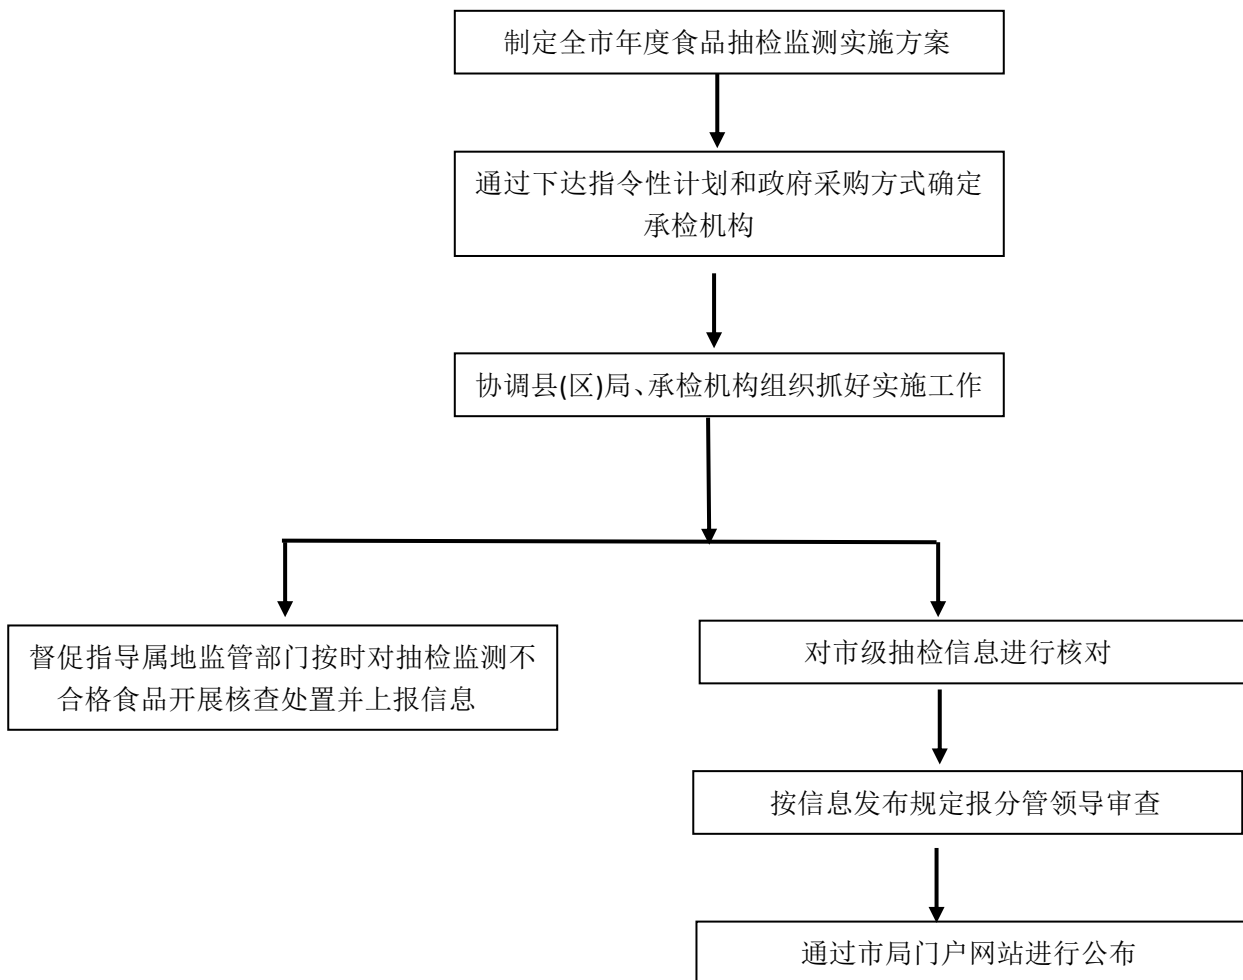 制定全市年度食品抽检监测实施方案
通过下达指令性计划和政府采购方式确定
承检机构
协调县(区)局、承检机构组织抓好实施工作
督促指导属地监管部门按时对抽检监测不
合格食品开展核查处置并上报信息
对市级抽检信息进行核对
按信息发布规定报分管领导审查
通过市局门户网站进行公布